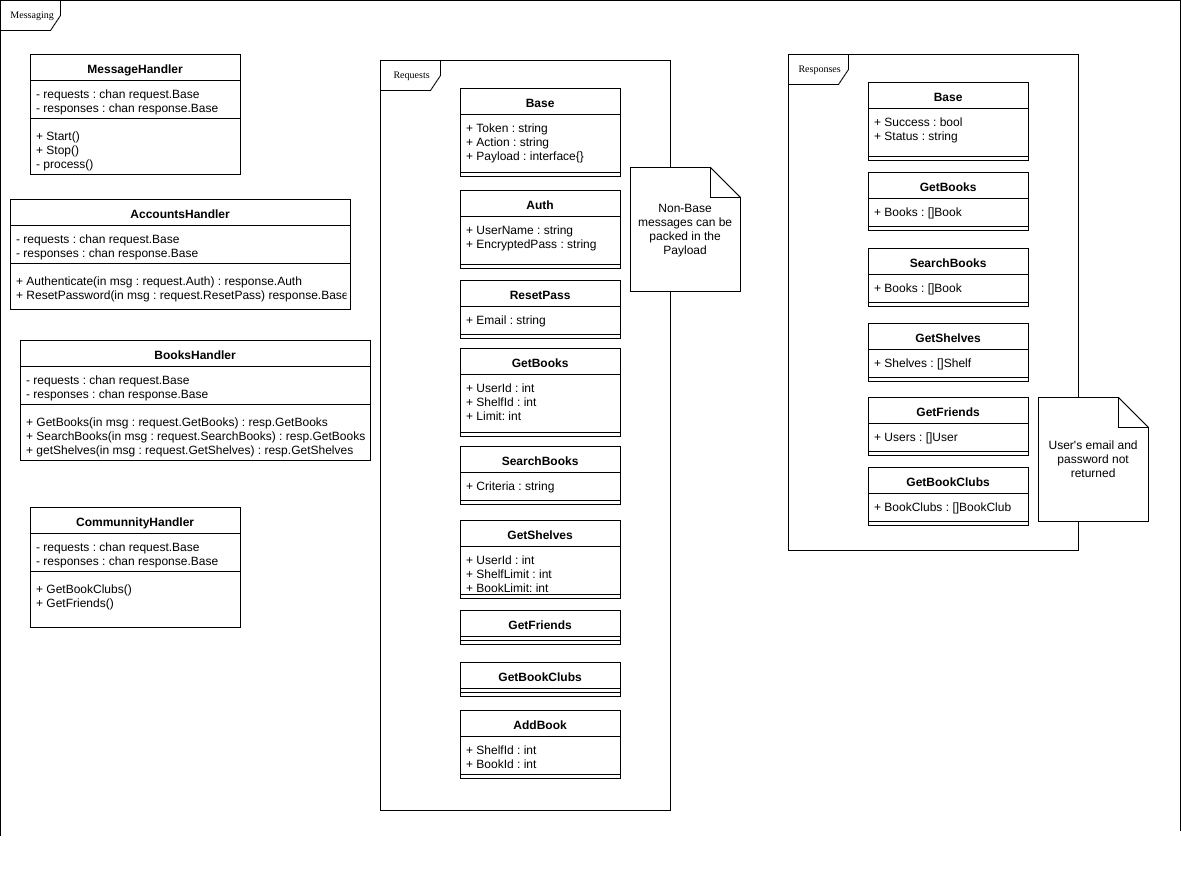 Messaging
MessageHandler
- requests : chan request.Base
- responses : chan response.Base
+ Start()
+ Stop()
- process()
AccountsHandler
- requests : chan request.Base
- responses : chan response.Base
+ Authenticate(in msg : request.Auth) : response.Auth
+ ResetPassword(in msg : request.ResetPass) response.Base
BooksHandler
- requests : chan request.Base
- responses : chan response.Base
+ GetBooks(in msg : request.GetBooks) : resp.GetBooks
+ SearchBooks(in msg : request.SearchBooks) : resp.GetBooks
+ getShelves(in msg : request.GetShelves) : resp.GetShelves
CommunnityHandler
- requests : chan request.Base
- responses : chan response.Base
+ GetBookClubs()
+ GetFriends()
Requests
Base
+ Token : string
+ Action : string
+ Payload : interface{}
Auth
+ UserName : string
+ EncryptedPass : string
ResetPass
+ Email : string
GetBooks
+ UserId : int
+ ShelfId : int
+ Limit: int
SearchBooks
+ Criteria : string
GetShelves
+ UserId : int
+ ShelfLimit : int
+ BookLimit: int
GetFriends
GetBookClubs
AddBook
+ ShelfId : int
+ BookId : int
Non-Base
messages can be
packed in the
Payload
Responses
Base
+ Success : bool
+ Status : string
GetBooks
+ Books : []Book
SearchBooks
+ Books : []Book
GetShelves
+ Shelves : []Shelf
GetFriends
+ Users : []User
GetBookClubs
+ BookClubs : []BookClub
User's email and
password not
returned